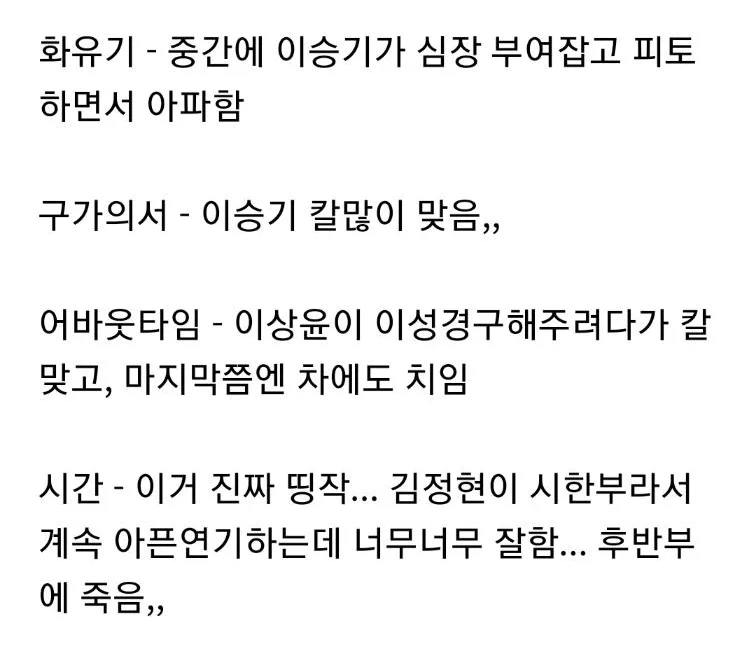 화유기 - 중간에 이승기가 심장 부여잡고 피토
하면서 아파함
구가의서 - 이승기 칼많이 맞음,,
어바웃타임 - 이상윤이 이성경구해주려다가 칼
맞고, 마지막쯤엔 차에도 치임
시간 - 이거 진짜 띵작... 김정현이 시한부라서
계속 아픈연기하는데 너무너무 잘함... 후반부
에 죽음,,